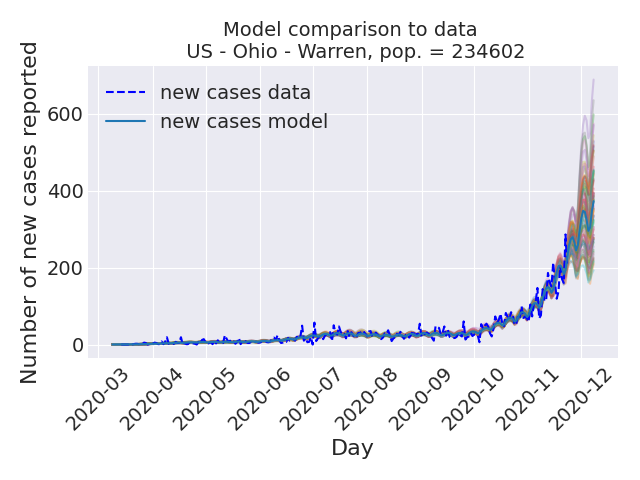 Model comparison to data
US - Ohio - Warren, pop. = 234602
Number of new cases reported
600
400
200
0
new cases data
new cases model
2020-03
2020-04
2020-05
2020-06
2020-07
2020-08
2020-09
2020-10
2020-11
2020-12
Day